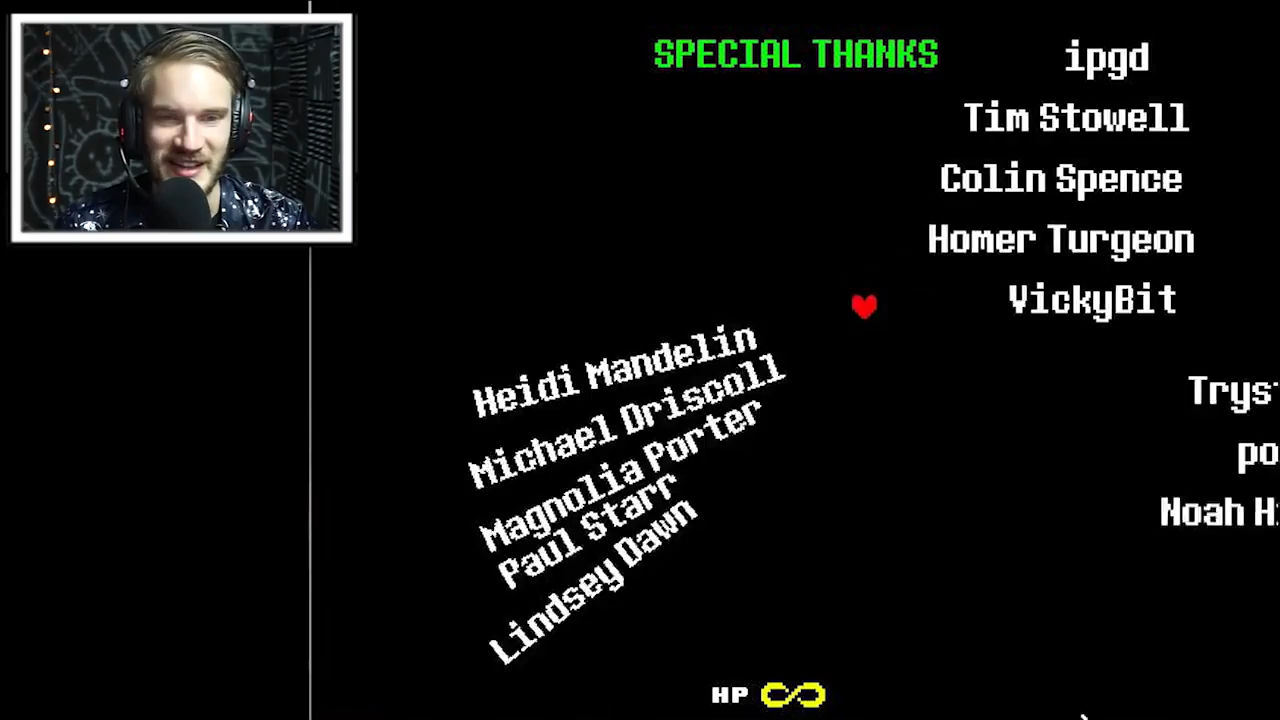 SPECIAL THANKS
ipgd
Tim Stowell
Colin Spence
Homer Turgeon
VickyBit
Heidi Mandelin
Michael Driscoll
Magnolia Porter
Paul Starr
Lindsey Dawn
Noah
HP